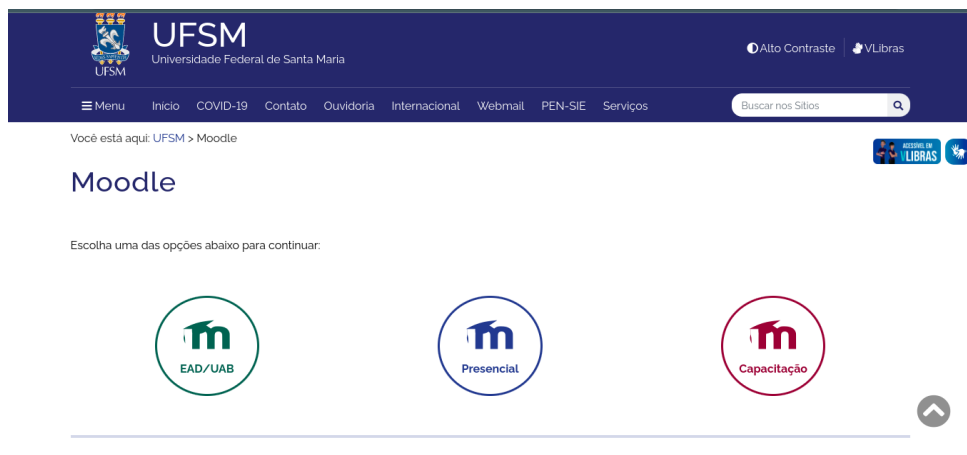 UFSM
UFSM
Universidade Federal de Santa Maria
Alto Contraste
VLibras
Menu
Início COVID-19 Contato Ouvidoria Internacional Webmail PEN-SIE Serviços
Buscar nos Sítios
Você está aqui: UFSM > Moodle
ACESSÍVEL EM
VLIBRAS
Moodle
Escolha uma das opções abaixo para continuar:
m
EAD/UAB
m
Presencial
m
Capacitação